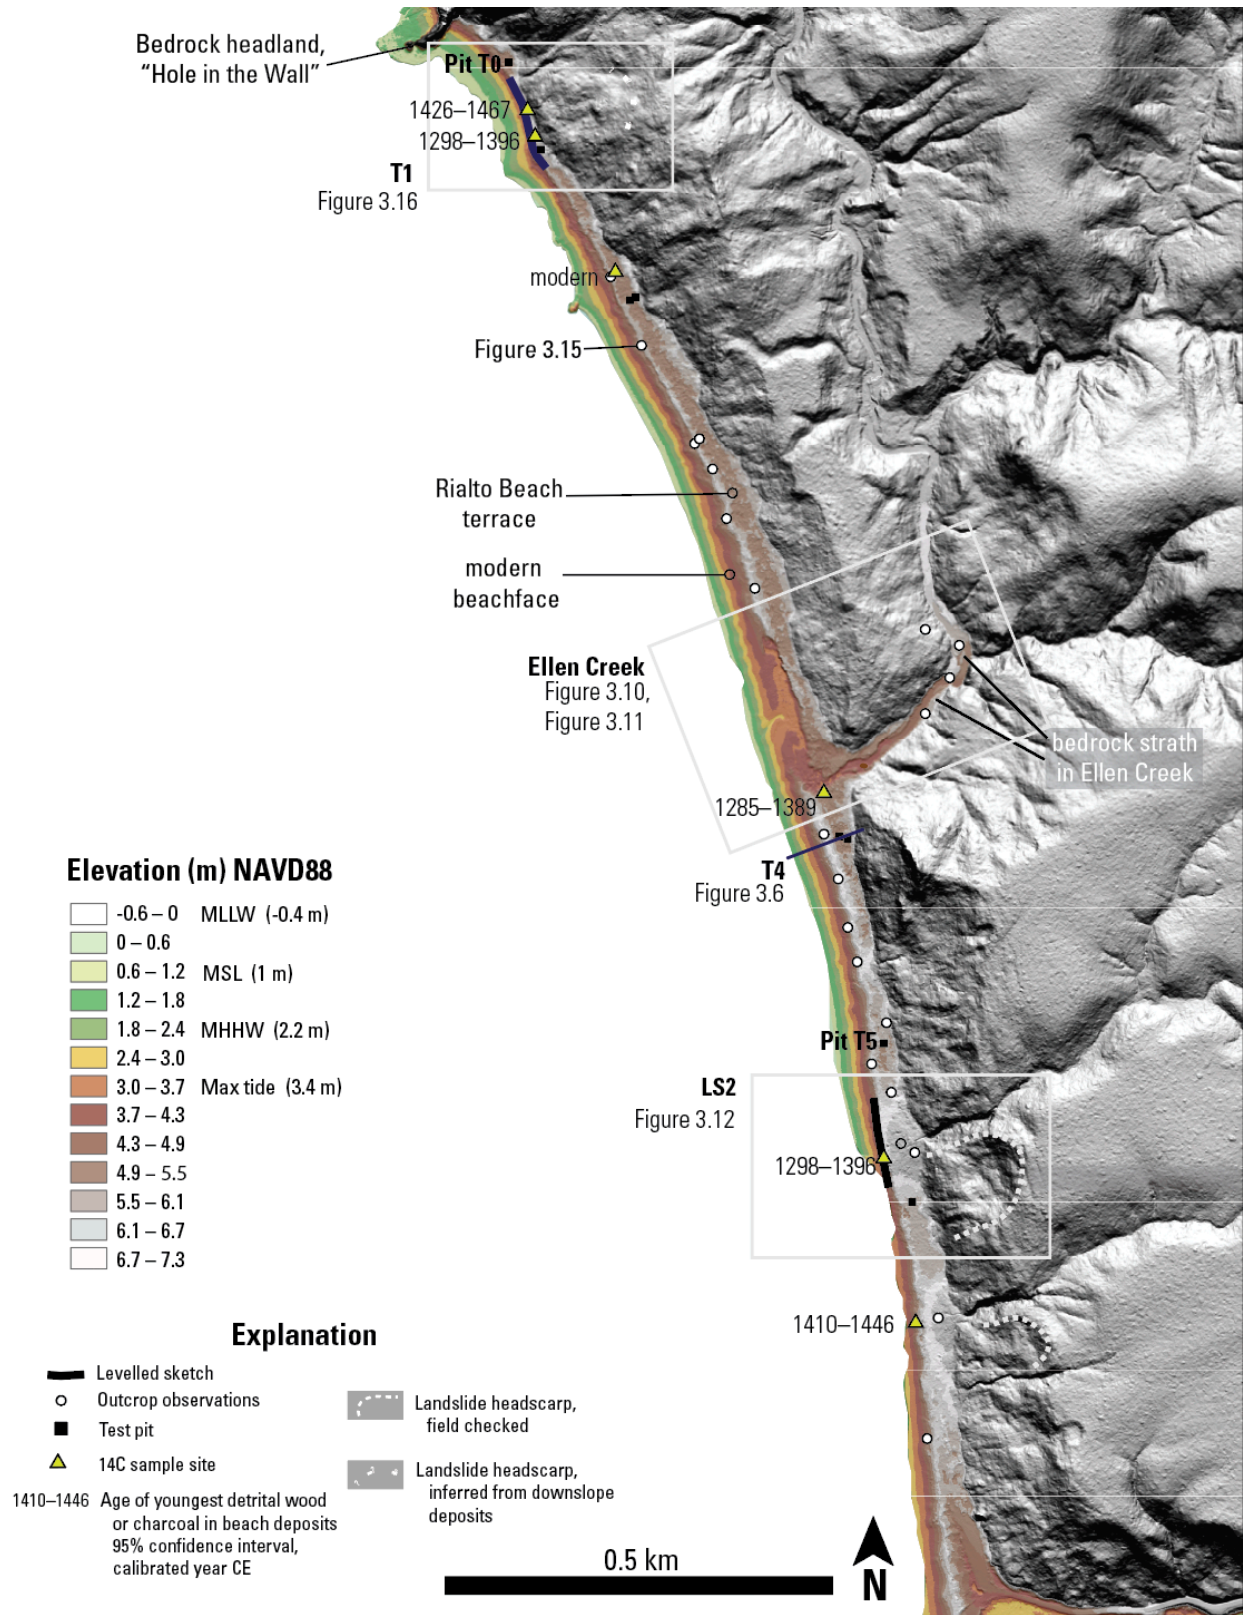 Bedrock headland,
“Hole in the Wall”
Pit T0
1426–1467
1298–1396
T1
Figure 3.16
modern
Figure 3.15
Rialto Beach
terrace
modern
beachface
Ellen Creek
Figure 3.10,
Figure 3.11
bedrock strath
in Ellen Creek
1285–1389
T4
Figure 3.6
Pit T5
LS2
Figure 3.12
1298–1396
1410–1446
Elevation (m) NAVD88
-0.6 – 0 MLLW (-0.4 m)
0 – 0.6
0.6 – 1.2 MSL (1 m)
1.2 – 1.8
1.8 – 2.4 MHHW (2.2 m)
2.4 – 3.0
3.0 – 3.7 Max tide (3.4 m)
3.7 – 4.3
4.3 – 4.9
4.9 – 5.5
5.5 – 6.1
6.1 – 6.7
6.7 – 7.3
Explanation
Levelled sketch
Outcrop observations
Test pit
14C sample site
1410–1446 Age of youngest detrital wood
or charcoal in beach deposits
95% confidence interval,
calibrated year CE
Landslide headscarp,
field checked
Landslide headscarp,
inferred from downslope
deposits
0.5 km
N